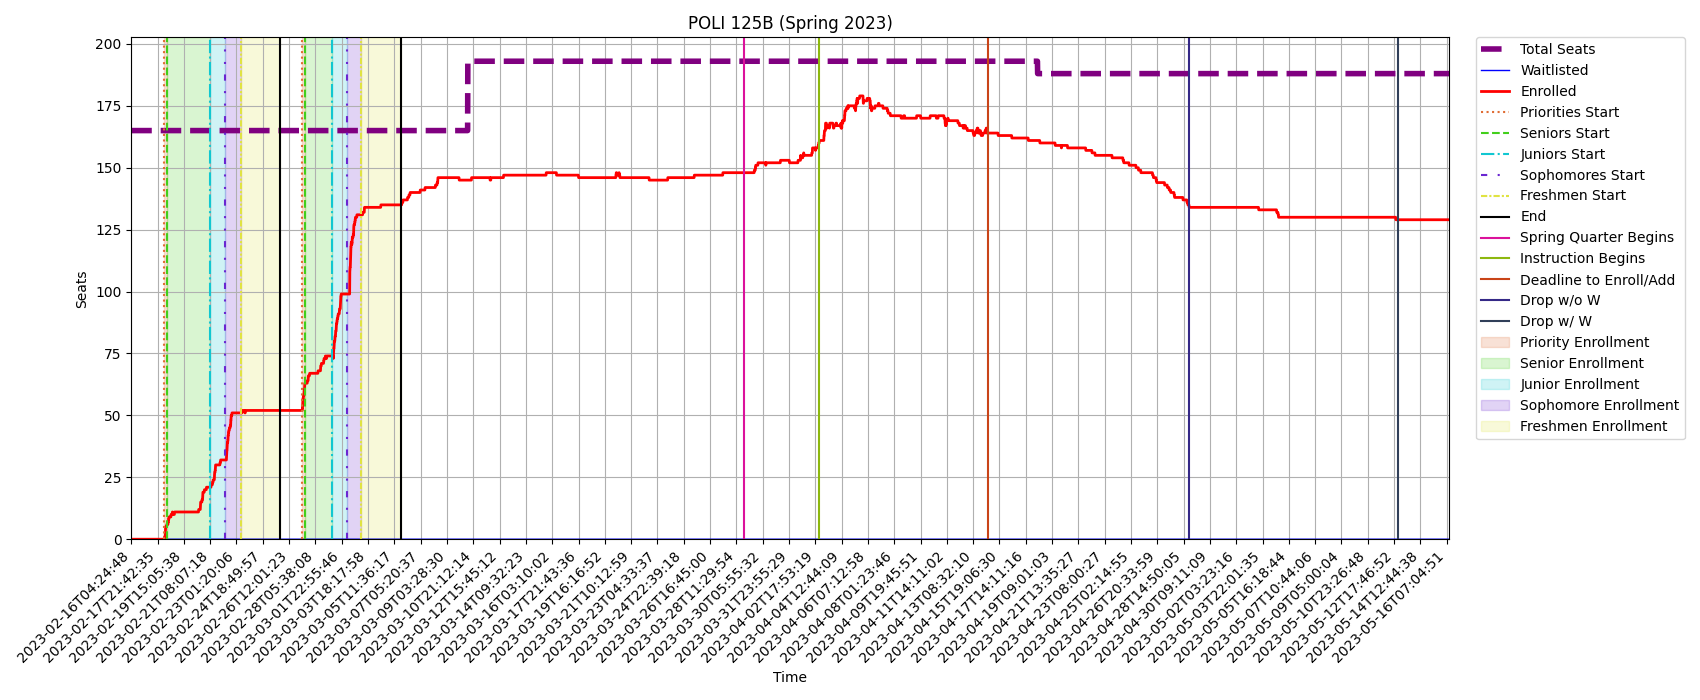 POLI 125B (Spring 2023)
Seats
200
175
150
125
100
75
50
25
0
2023-02-16T04:24:48
2023-02-17T21:42:35
2023-02-19T15:05:38
2023-02-21T08:07:18
2023-02-23T01:20:06
2023-02-24T18:49:57
2023-02-26T12:01:23
2023-02-28T05:38:08
2023-03-01T22:55:46
2023-03-03T18:17:58
2023-03-05T11:36:17
2023-03-07T05:20:37
2023-03-09T03:28:30
2023-03-10T21:12:14
2023-03-12T15:45:12
2023-03-14T09:32:23
2023-03-16T03:10:02
2023-03-17T21:43:36
2023-03-19T16:16:52
2023-03-21T10:12:59
2023-03-23T04:33:37
2023-03-24T22:39:18
2023-03-26T16:45:00
2023-03-28T11:29:54
2023-03-30T05:55:32
2023-03-31T23:55:29
2023-04-02T17:53:19
2023-04-04T12:44:09
2023-04-06T07:12:58
2023-04-08T01:23:46
2023-04-09T19:45:51
2023-04-11T14:11:02
2023-04-13T08:32:10
2023-04-15T19:06:30
2023-04-17T14:11:16
2023-04-19T09:01:03
2023-04-21T13:35:27
2023-04-23T08:00:27
2023-04-25T02:14:55
2023-04-26T20:33:59
2023-04-28T14:50:05
2023-04-30T09:11:09
2023-05-02T03:23:16
2023-05-03T22:01:35
2023-05-05T16:18:44
2023-05-07T10:44:06
2023-05-09T05:00:04
2023-05-10T23:26:48
2023-05-12T17:46:52
2023-05-14T12:44:38
2023-05-16T07:04:51
Time
Total Seats
Waitlisted
Enrolled
Priorities Start
Seniors Start
Juniors Start
Sophomores Start
Freshmen Start
End
Spring Quarter Begins
Instruction Begins
Deadline to Enroll/Add
Drop w/o W
Drop w/ W
Priority Enrollment
Senior Enrollment
Junior Enrollment
Sophomore Enrollment
Freshmen Enrollment